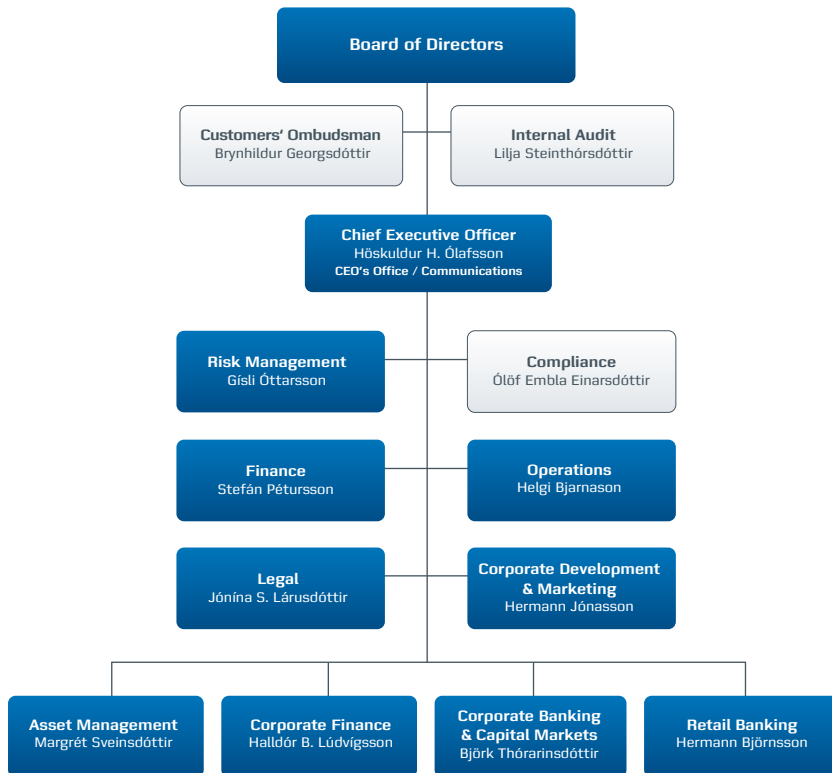 Board of Directors
Customers‘ Ombudsman
Brynhildur Georgsdóttir
Internal Audit
Lilja Steinthórsdóttir
Chief Executive Officer
Höskuldur H. Ólafsson
CEO's Office / Communications
Risk Management
Gísli Óttarsson
Compliance
Ólöf Embla Einarsdóttir
Finance
Stefán Pétursson
Operations
Helgi Bjarnason
Legal
Jónína S. Lárusdóttir
Corporate Development
& Marketing
Hermann Jónasson
Asset Management
Margrét Sveinsdóttir
Corporate Finance
Halldór B. Lúdvígsson
Corporate Banking
& Capital Markets
Björk Thórarinsdóttir
Retail Banking
Hermann Björnsson